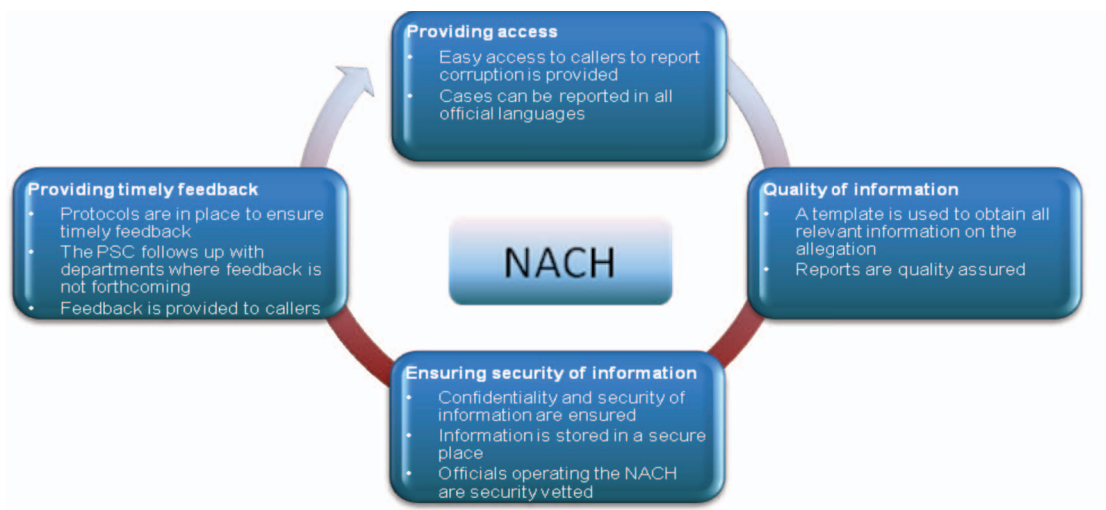 Providing access
• Easy access to callers to report
corruption is provided
• Cases can be reported in all
official languages
Quality of information
• A template is used to obtain all
relevant information on the
allegation
• Reports are quality assured
Ensuring security of information
• Confidentiality and security of
information are ensured
• Information is stored in a secure
place
• Officials operating the NACH
are security vetted
Providing timely feedback
• Protocols are in place to ensure
timely feedback
• The PSC follows up with
departments where feedback is
not forthcoming
• Feedback is provided to callers
NACH